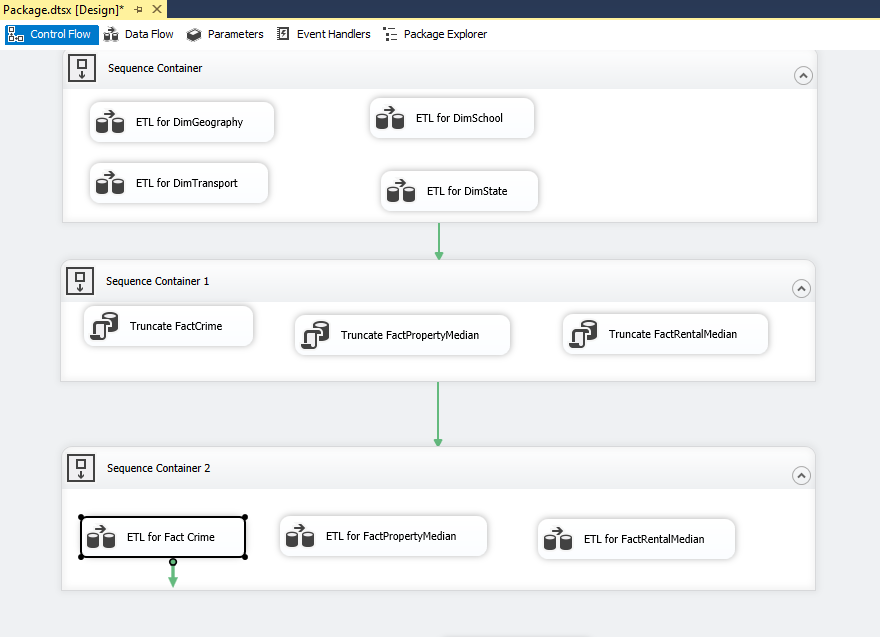 Package.dtsx [Design]*
Control Flow Data Flow Parameters Event Handlers Package Explorer
Sequence Container
ETL for DimGeography ETL for DimSchool
ETL for DimTransport ETL for DimState
Sequence Container 1
Truncate FactCrime Truncate FactPropertyMedian Truncate FactRentalMedian
Sequence Container 2
ETL for Fact Crime ETL for FactPropertyMedian ETL for FactRentalMedian